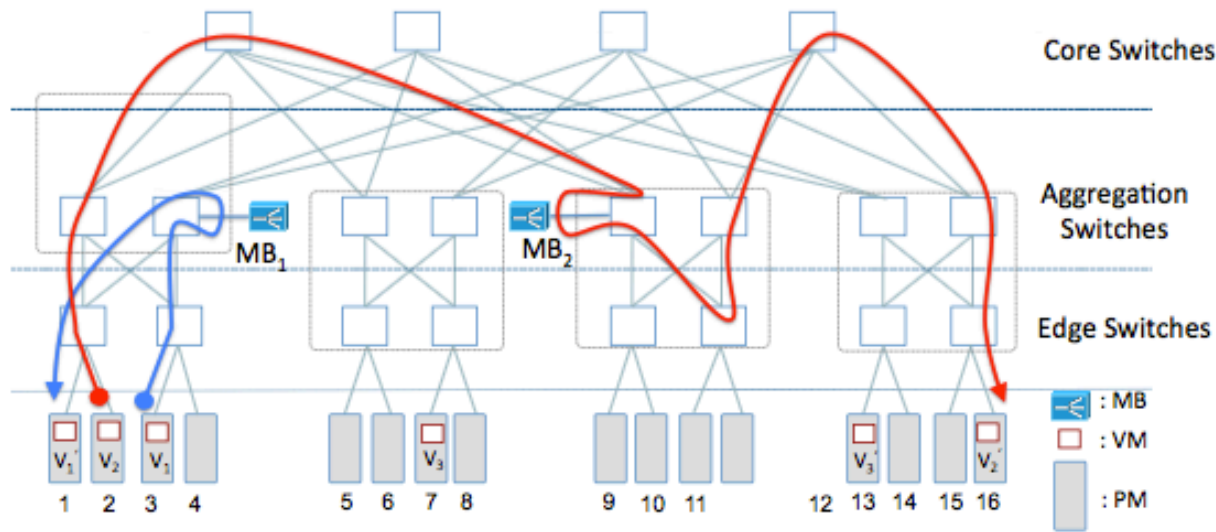 Core Switches
Aggregation
Switches
MB₁
MB₂
Edge Switches
: MB
: VM
: PM
V₁′ V₂ V₁ V₃ V₃′ V₂′
1 2 3 4 5 6 7 8 9 10 11 12 13 14 15 16